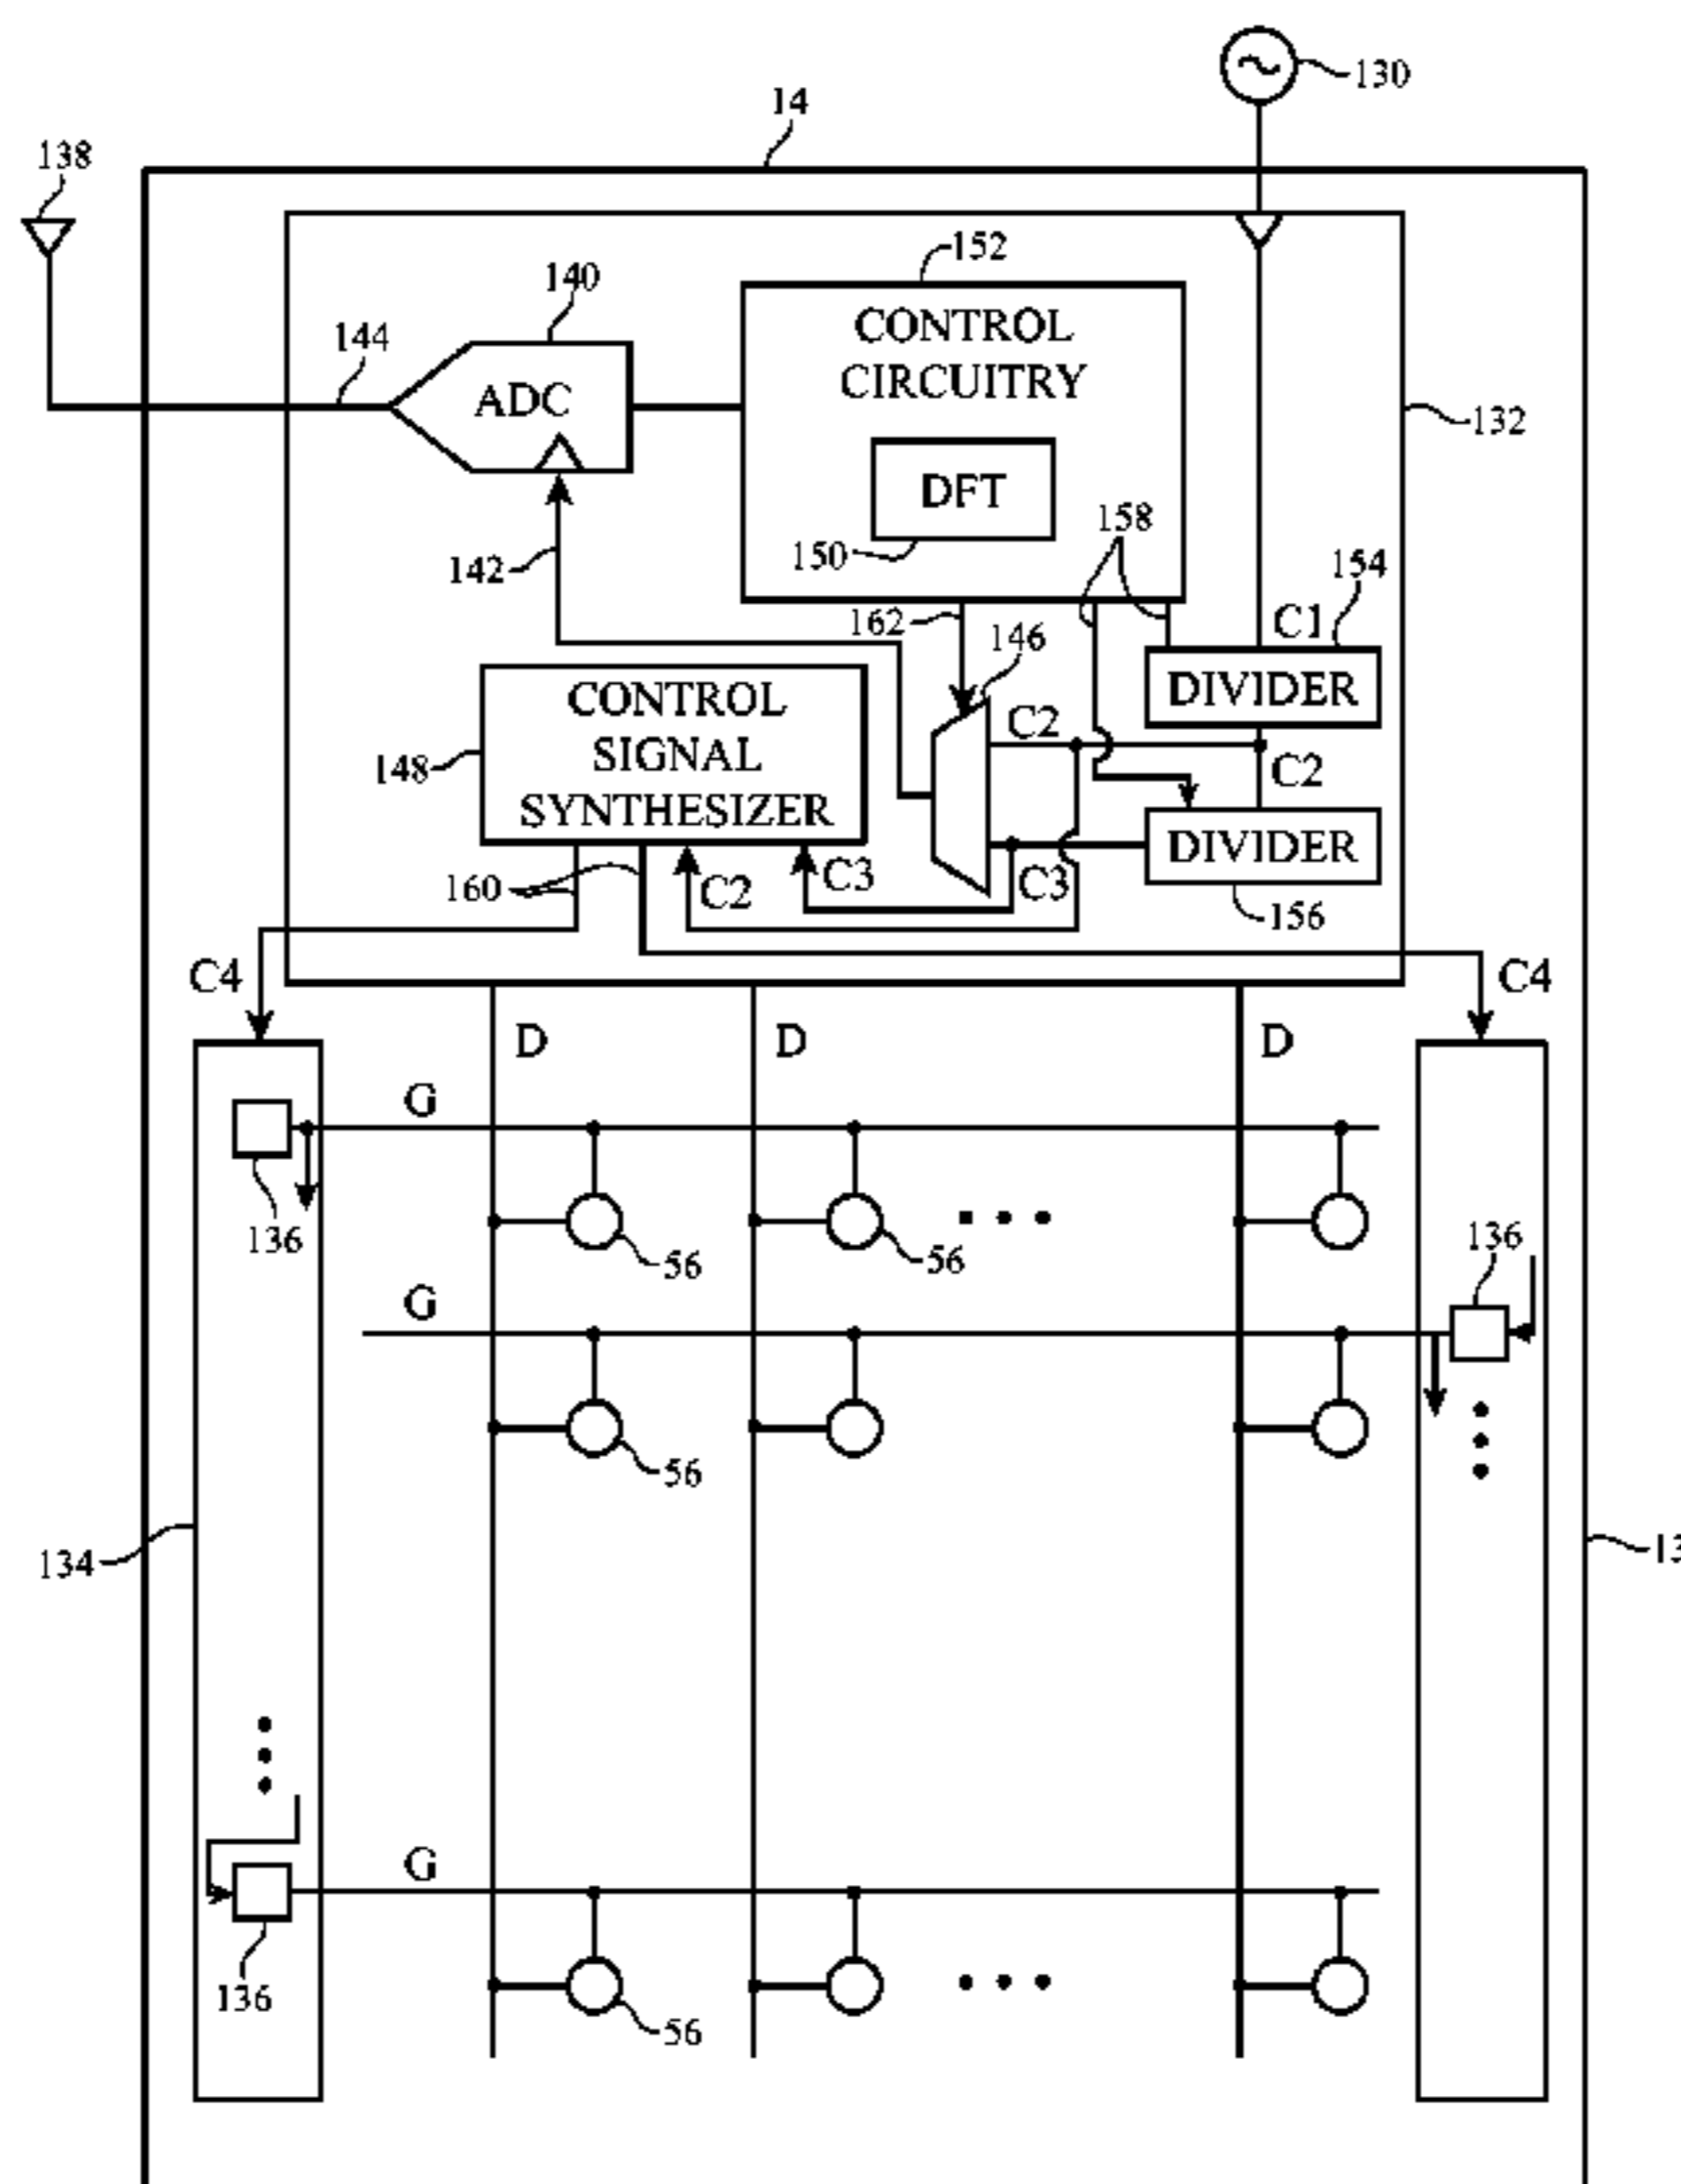 130
14
138
152
140
CONTROL
CIRCUITRY
144
ADC
132
DFT
158
150
142
154
162
C1
146
DIVIDER
CONTROL
SIGNAL
SYNTHESIZER
C2
148
C2
DIVIDER
C3
C3
160
C2
156
C4
C4
D
D
D
G
136
136
56
56
G
56
134
G
136
56